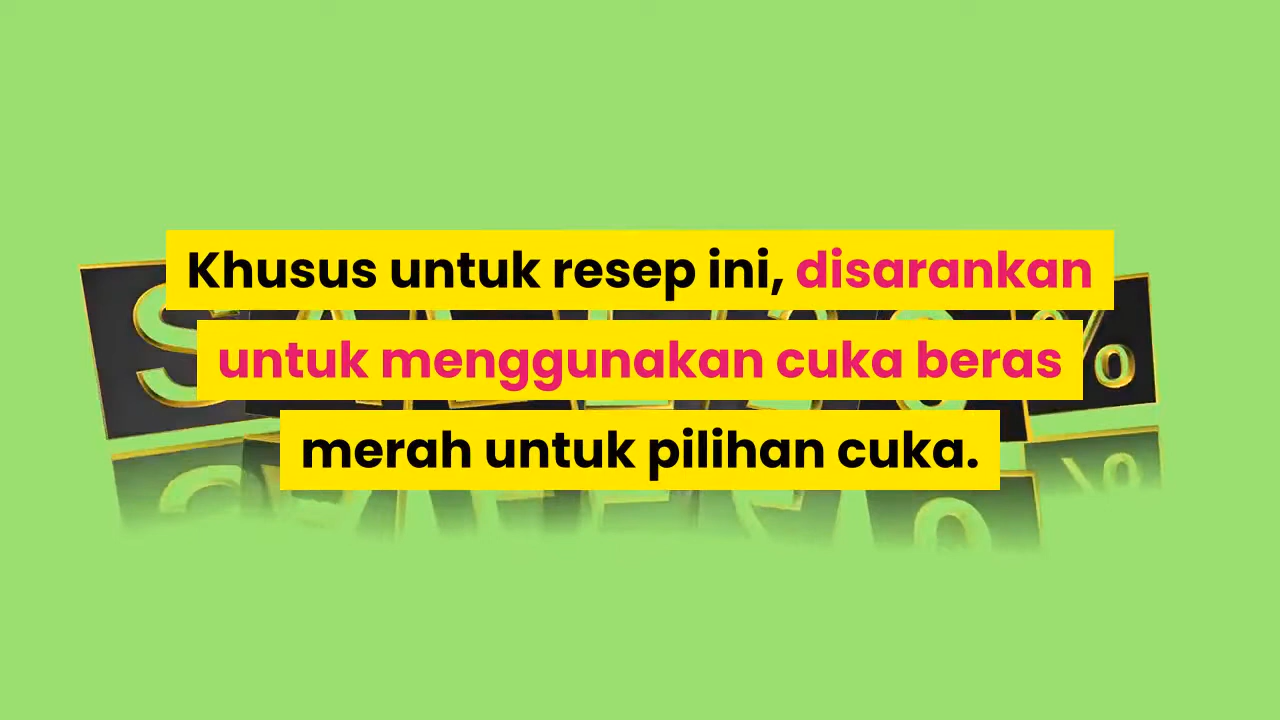 Khusus untuk resep ini, disarankan
untuk menggunakan cuka beras
merah untuk pilihan cuka.